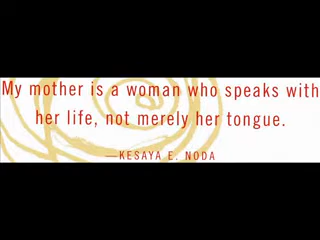 My mother is a woman who speaks with
her life, not merely her tongue.
—KESAYA E. NODA